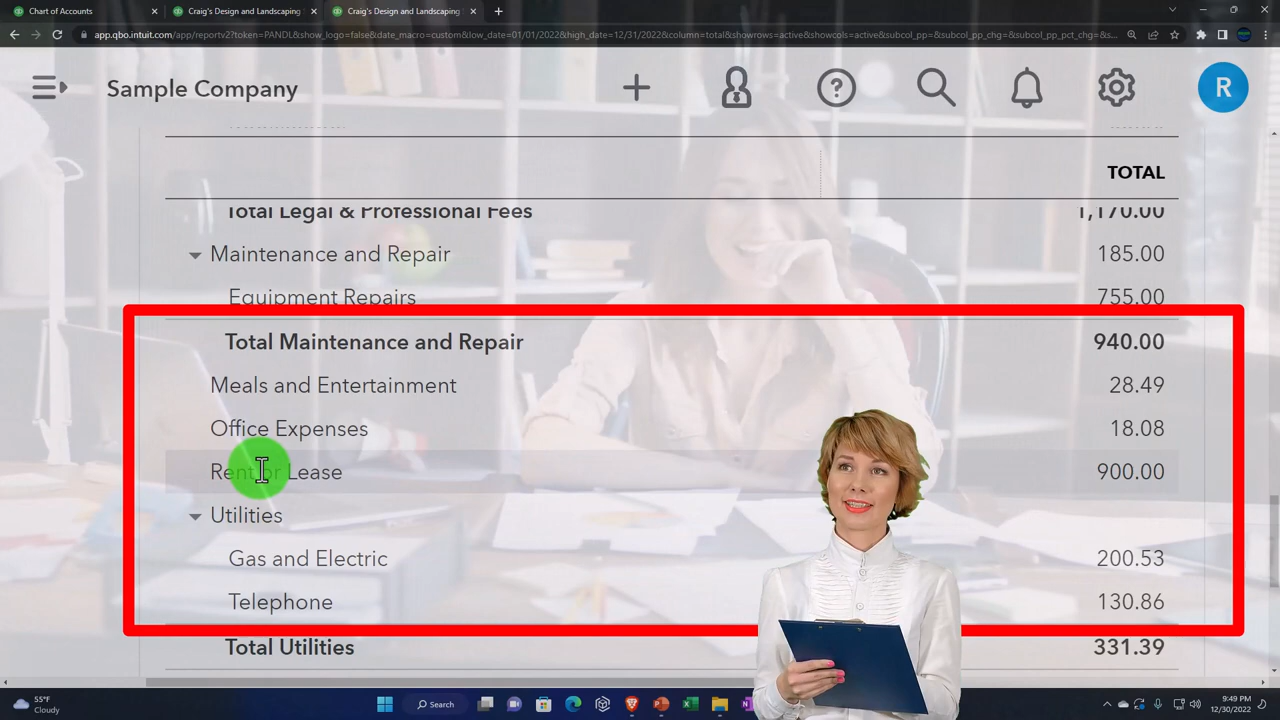 Chart of Accounts
Craig's Design and Landscaping
Craig's Design and Landscaping
app.qbo.intuit.com/app/reportv2?token=PANDL&show_logo=false&date_macro=custom&low_date=01/01/2022&high_date=12/31/2022&column=total&showrows=active&showcols=active&subcol_pp=&subcol_pp_chg=&subcol_pp_pct_chg=&s...
Sample Company
R
TOTAL
Total Legal & Professional Fees 1,170.00
Maintenance and Repair 185.00
Equipment Repairs 755.00
Total Maintenance and Repair 940.00
Meals and Entertainment 28.49
Office Expenses 18.08
Rent or Lease 900.00
Utilities
Gas and Electric 200.53
Telephone 130.86
Total Utilities 331.39
55°F
Cloudy
Search
9:49 PM
12/30/2022